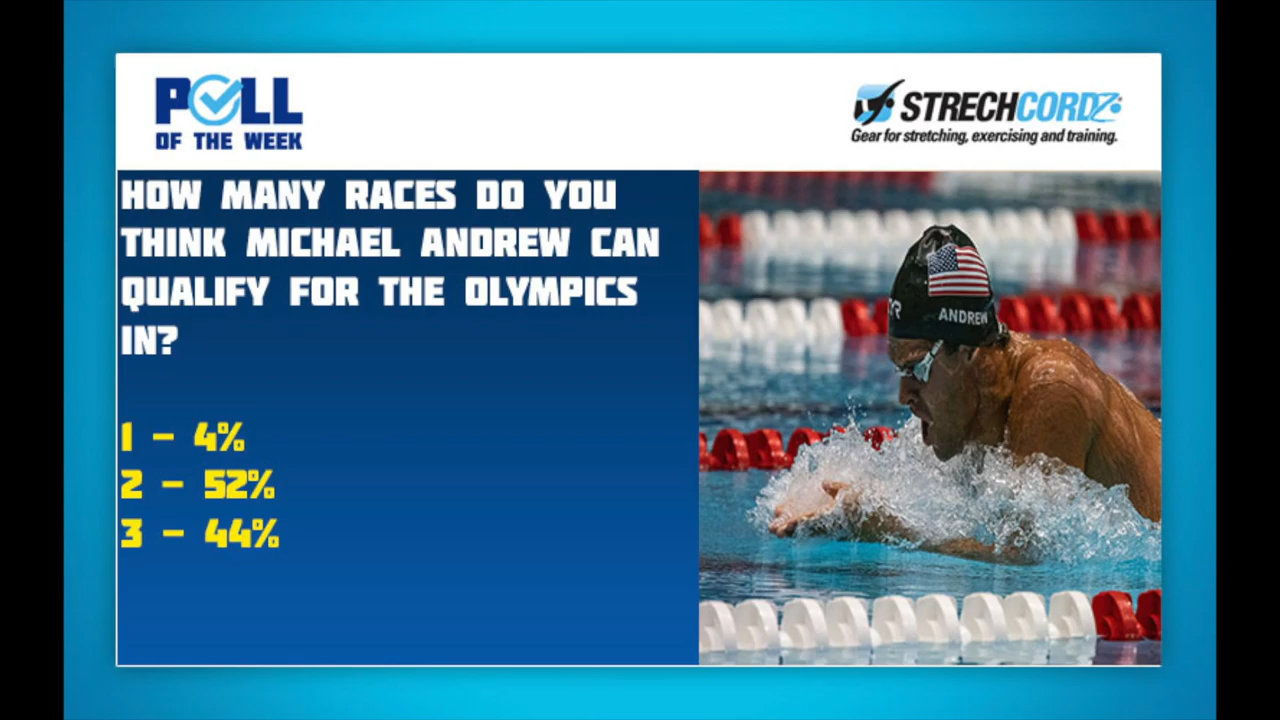 POLL
OF THE WEEK
STRECHCORDZ
Gear for stretching, exercising and training.
HOW MANY RACES DO YOU
THINK MICHAEL ANDREW CAN
QUALIFY FOR THE OLYMPICS
IN?
1 - 4%
2 - 52%
3 - 44%
ANDREW